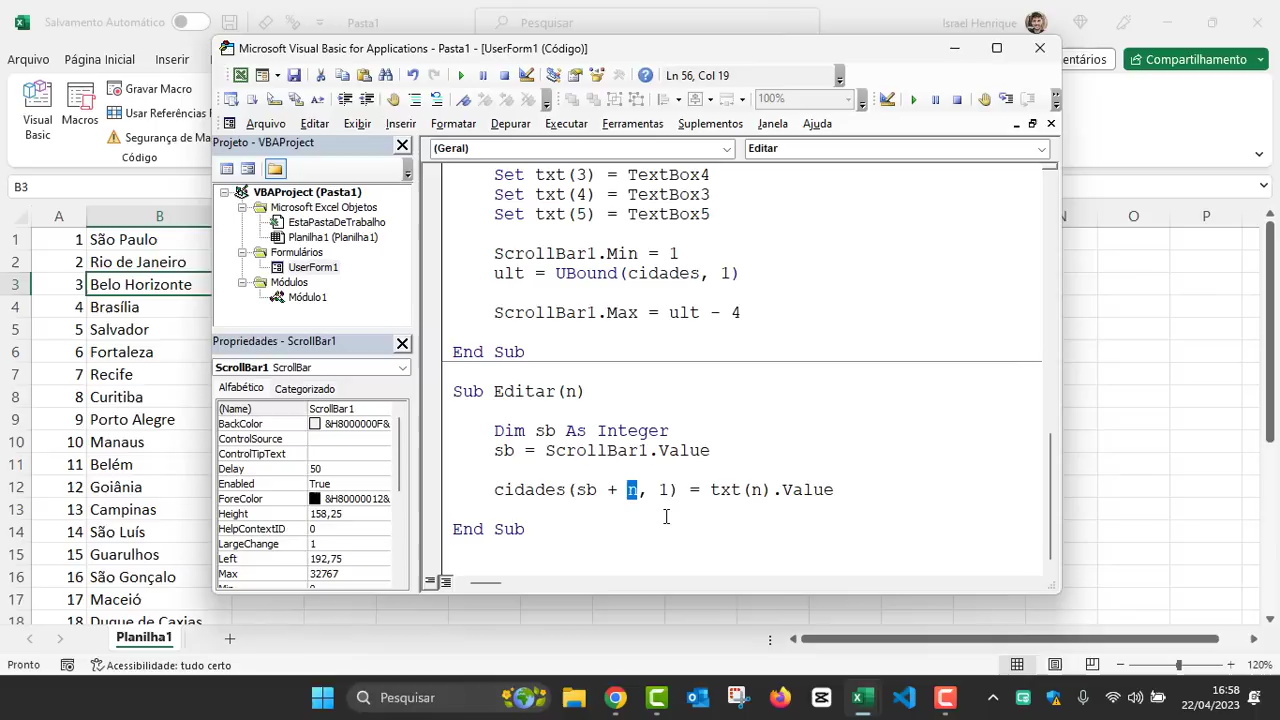 Salvamento Automático
Pasta1
Pesquisar
Israel Henrique
Arquivo
Página Inicial
Inserir
Compartilhamento
Visual
Basic
Macros
Gravar Macro
Usar Referências
Segurança de Ma
Código
B3
Microsoft Visual Basic for Applications - Pasta1 - [UserForm1 (Código)]
Ln 56, Col 19
100%
Arquivo Editar Exibir Inserir Formatar Depurar Executar Ferramentas Suplementos Janela Ajuda
Projeto - VBAProject
VBAProject (Pasta1)
Microsoft Excel Objetos
EstaPastaDeTrabalho
Planilha1 (Planilha1)
Formulários
UserForm1
Módulos
Módulo1
Propriedades - ScrollBar1
ScrollBar1 ScrollBar
Alfabético Categorizado
(Name) ScrollBar1
BackColor &H8000000F&
ControlSource
ControlTipText
Delay 50
Enabled True
ForeColor &H80000012&
Height 158,25
HelpContextID 0
LargeChange 1
Left 192,75
Max 32767
(Geral) Editar
Set txt(3) = TextBox4
Set txt(4) = TextBox3
Set txt(5) = TextBox5
ScrollBar1.Min = 1
ult = UBound(cidades, 1)
ScrollBar1.Max = ult - 4
End Sub
Sub Editar(n)
Dim sb As Integer
sb = ScrollBar1.Value
cidades(sb + n, 1) = txt(n).Value
End Sub
A B N O P
1 1 São Paulo
2 2 Rio de Janeiro
3 3 Belo Horizonte
4 4 Brasília
5 5 Salvador
6 6 Fortaleza
7 7 Recife
8 8 Curitiba
9 9 Porto Alegre
10 10 Manaus
11 11 Belém
12 12 Goiânia
13 13 Campinas
14 14 São Luís
15 15 Guarulhos
16 16 São Gonçalo
17 17 Maceió
18 18 Duque de Caxias
Planilha1
Pronto
Acessibilidade: tudo certo
120%
Pesquisar
16:58
22/04/2023